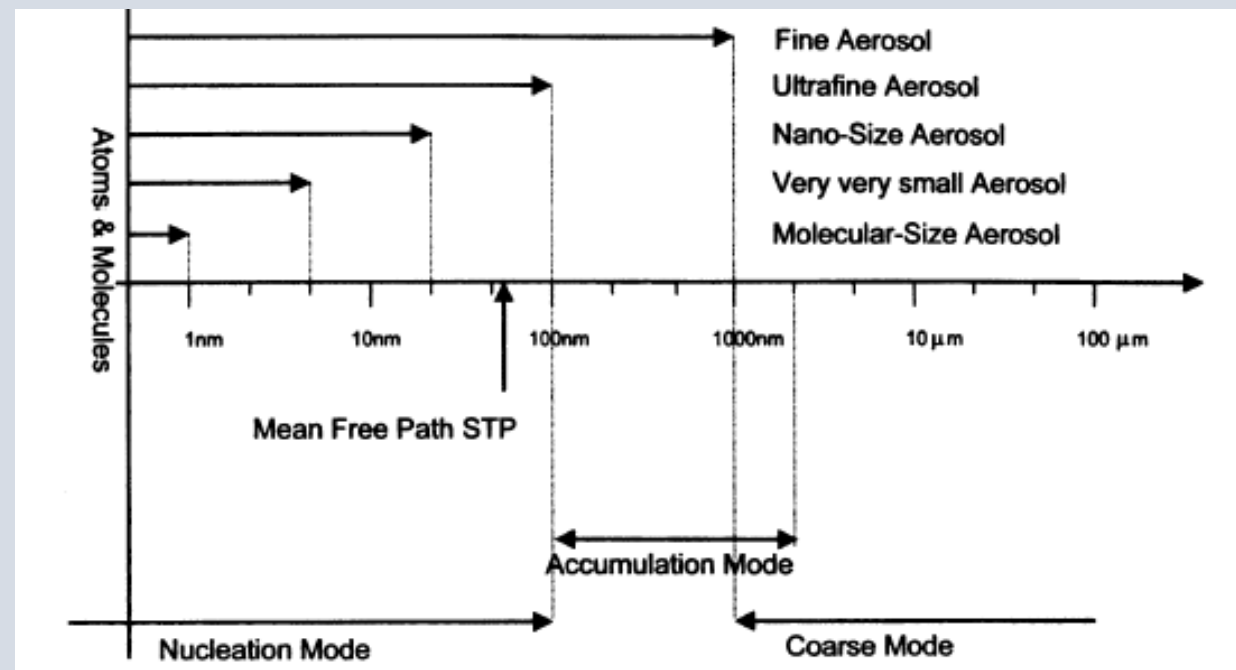 Fine Aerosol
Ultrafine Aerosol
Nano-Size Aerosol
Very very small Aerosol
Molecular-Size Aerosol
Atoms & Molecules
1nm 10nm 100nm 1000nm 10 μm 100 μm
Mean Free Path STP
Accumulation Mode
Nucleation Mode Coarse Mode